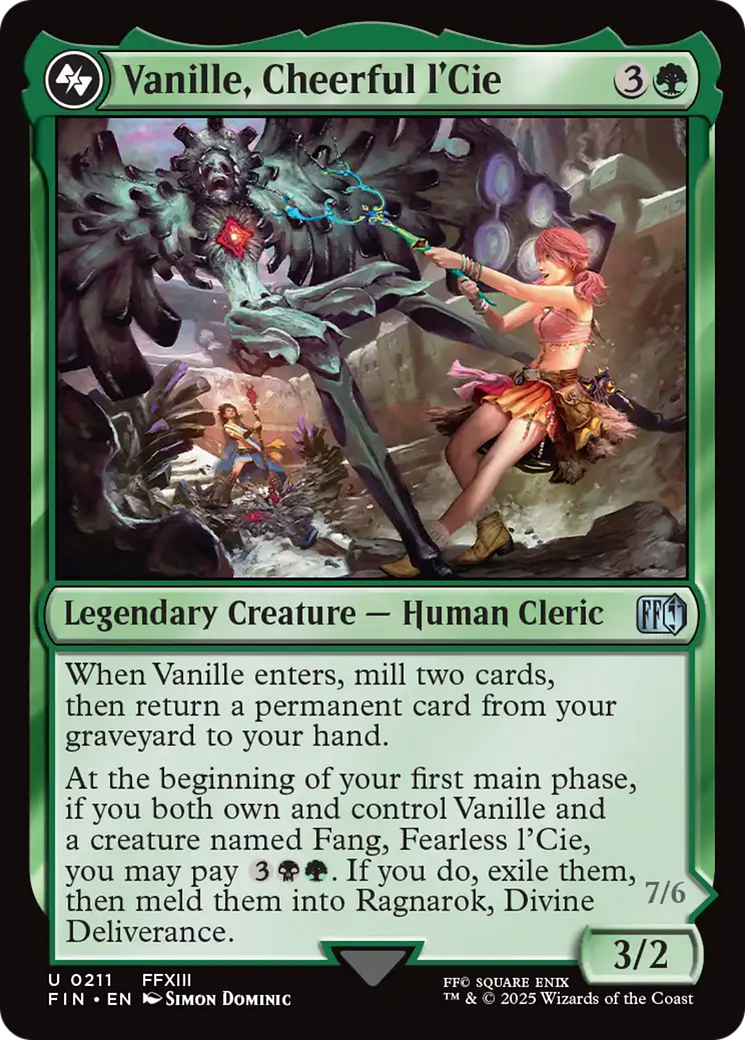 Vanille, Cheerful l'Cie 3
Legendary Creature — Human Cleric FF
When Vanille enters, mill two cards,
then return a permanent card from your
graveyard to your hand.
At the beginning of your first main phase,
if you both own and control Vanille and
a creature named Fang, Fearless l'Cie,
you may pay 3. If you do, exile them,
then meld them into Ragnarok, Divine
Deliverance.
7/6
3/2
U 0211 FFXIII
FIN • EN Simon Dominic
FF© SQUARE ENIX
™ & © 2025 Wizards of the Coast